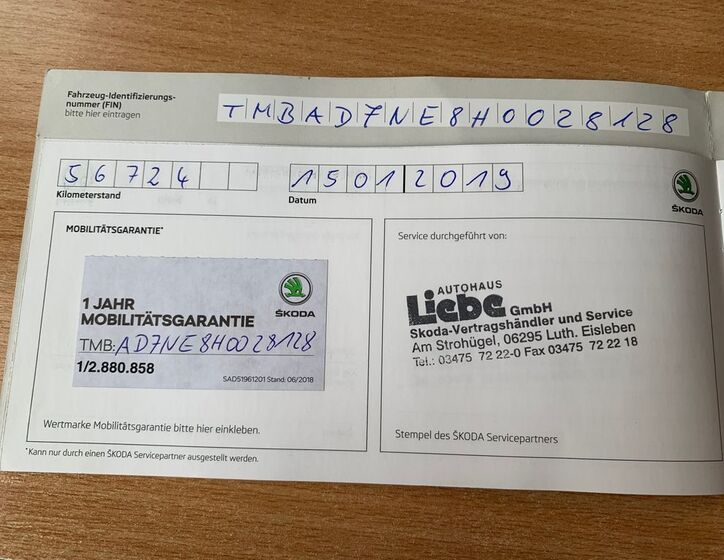 Fahrzeug-Identifizierungs-
nummer (FIN)
bitte hier eintragen
TMBAD7NE8H0028128
56724
Kilometerstand
15012019
Datum
ŠKODA
MOBILITÄTSGARANTIE*
ŠKODA
1 JAHR
MOBILITÄTSGARANTIE
TMB:AD7NE8H0028128
1/2.880.858
SAD51961201 Stand: 06/2018
Wertmarke Mobilitätsgarantie bitte hier einkleben.
*Kann nur durch einen ŠKODA Servicepartner ausgestellt werden.
Service durchgeführt von:
AUTOHAUS
Liebe GmbH
Skoda-Vertragshändler und Service
Am Strohügel, 06295 Luth. Eisleben
Tel.: 03475 72 22-0 Fax 03475 72 22 18
Stempel des ŠKODA Servicepartners